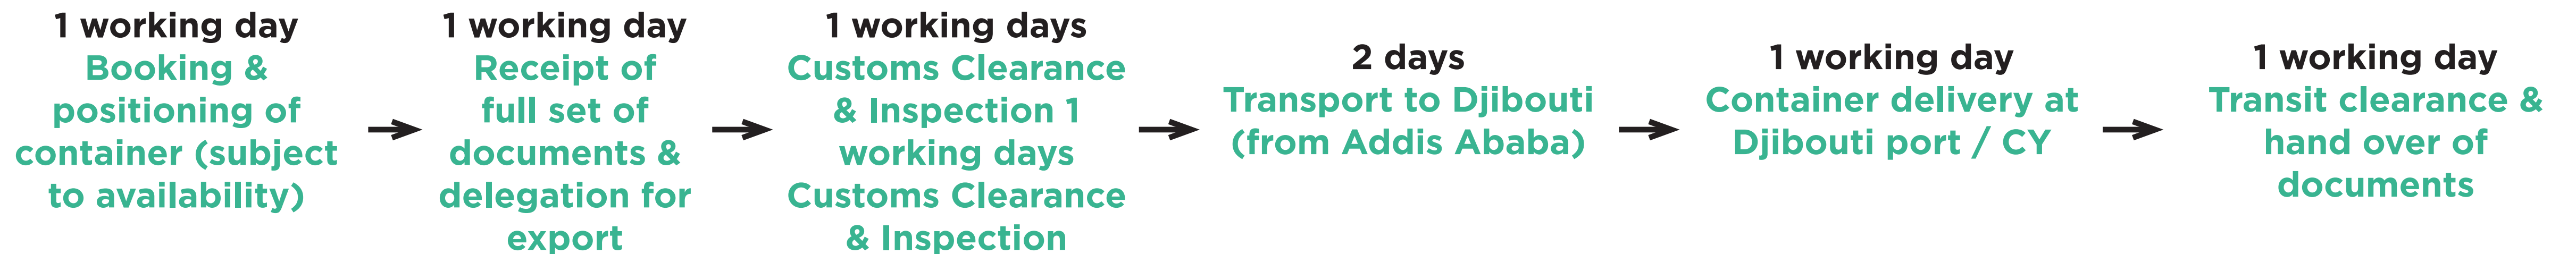 1 working day
Booking &
positioning of
container (subject
to availability)
1 working day
Receipt of
full set of
documents &
delegation for
export
1 working days
Customs Clearance
& Inspection 1
working days
Customs Clearance
& Inspection
2 days
Transport to Djibouti
(from Addis Ababa)
1 working day
Container delivery at
Djibouti port / CY
1 working day
Transit clearance &
hand over of
documents